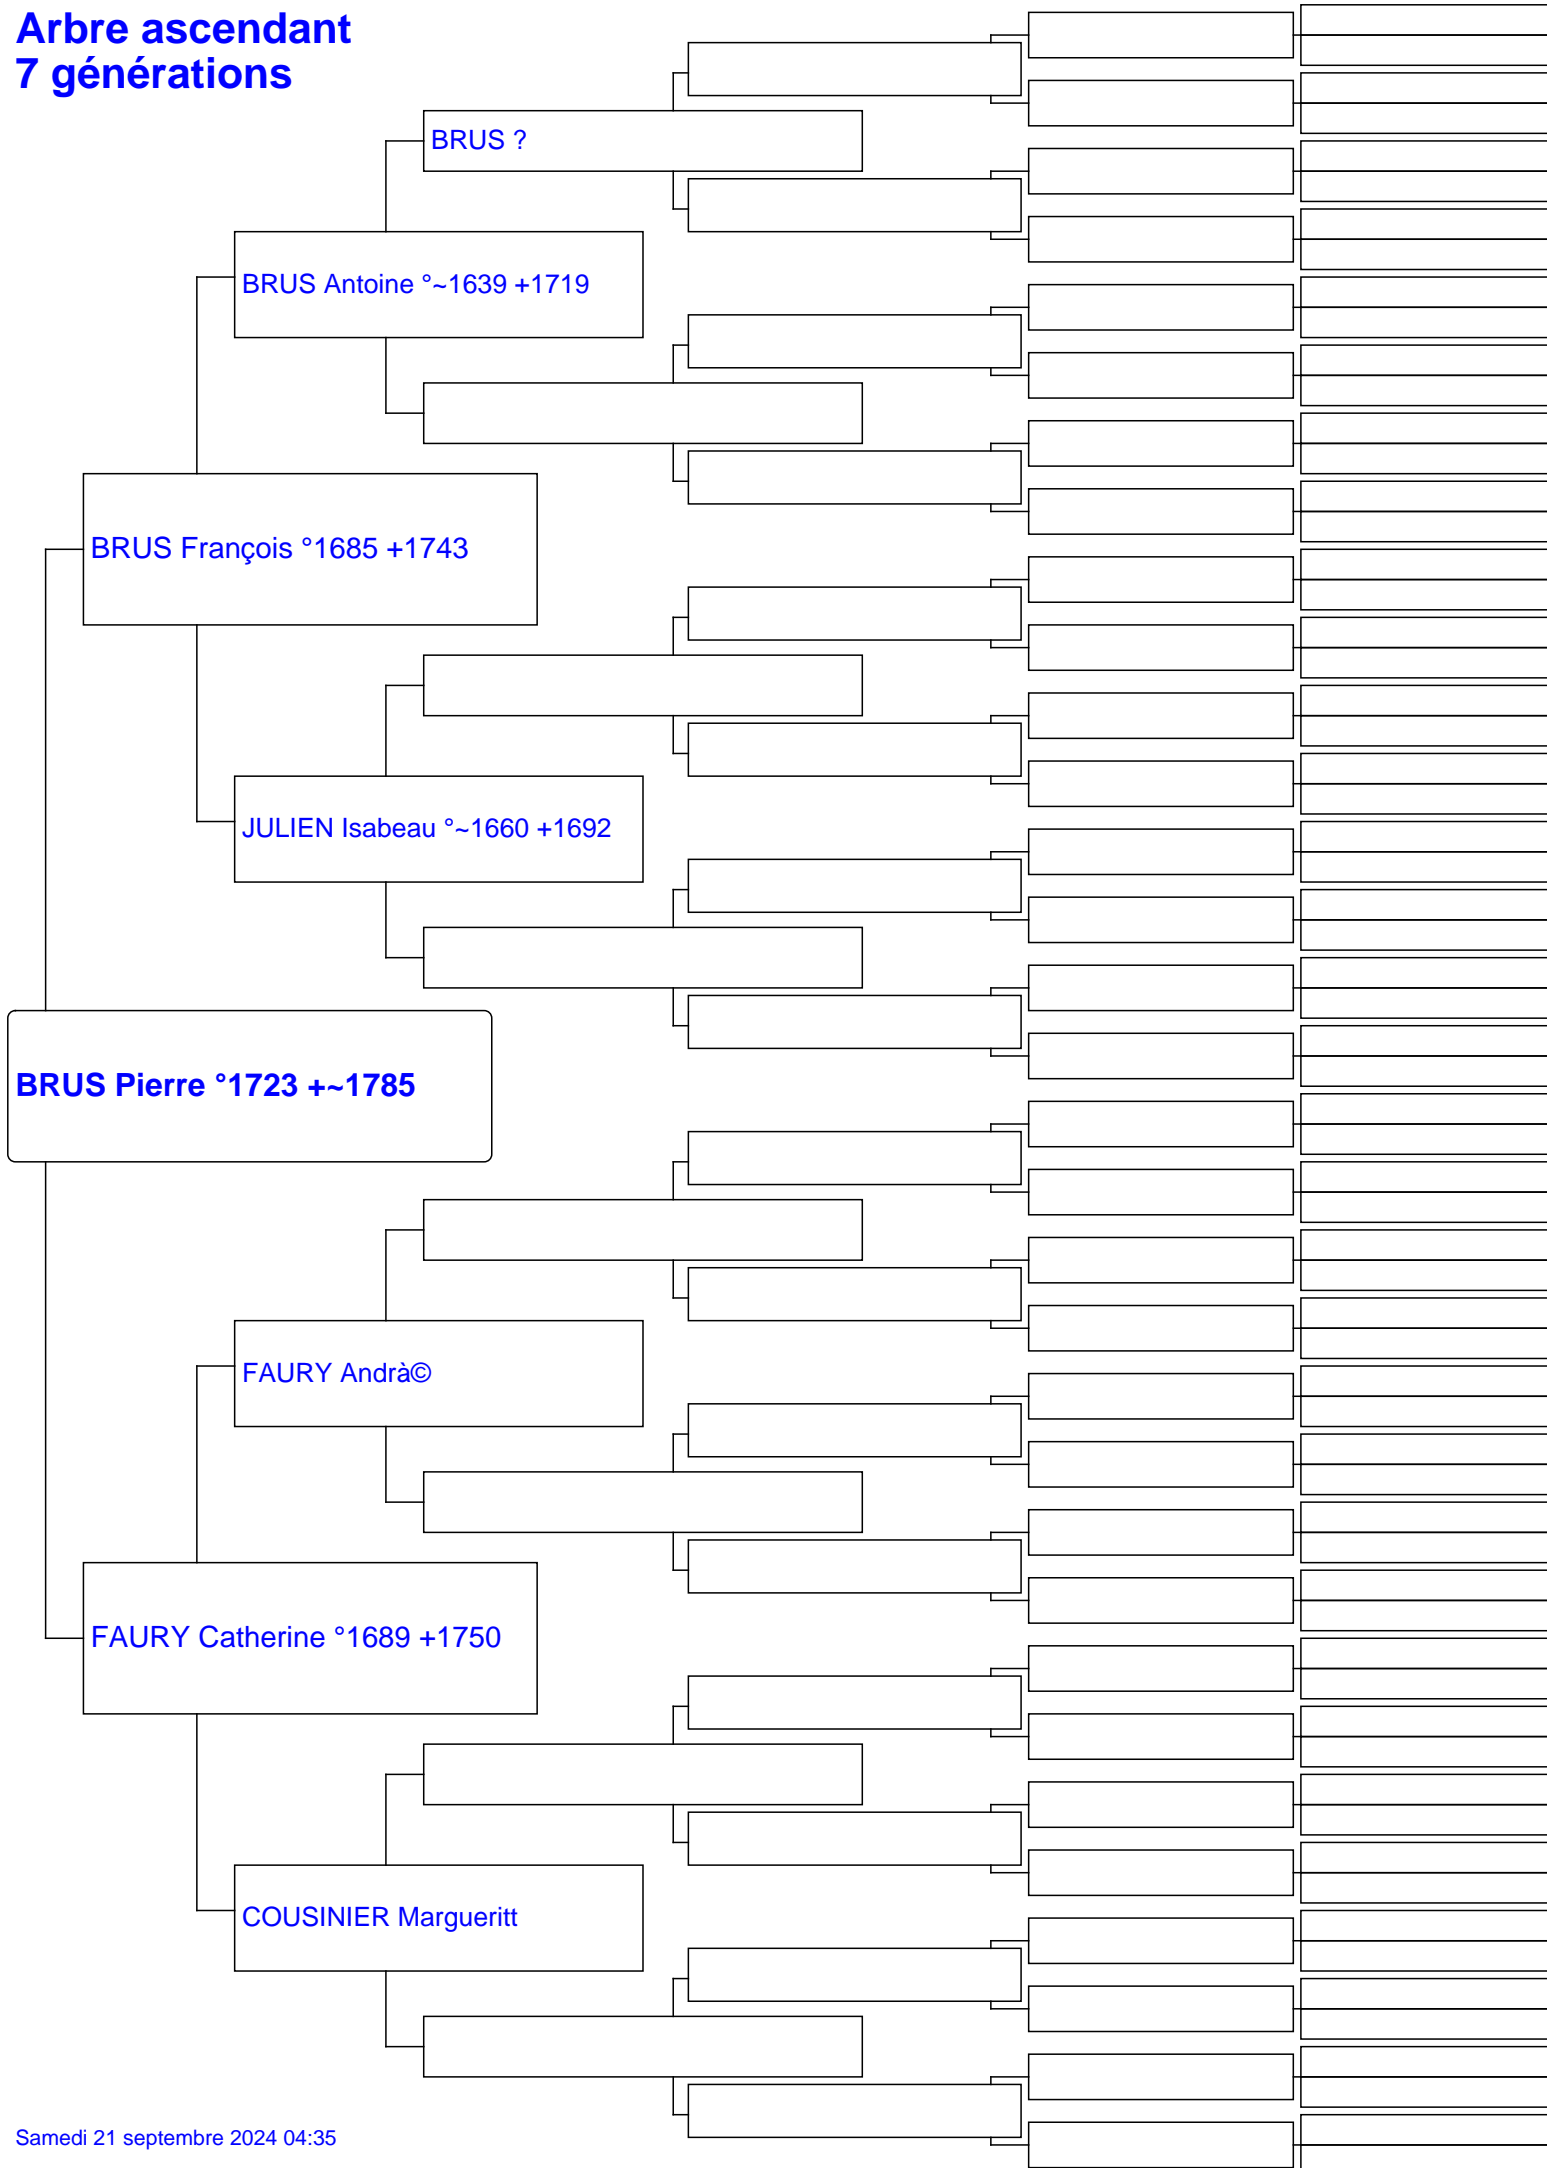 Arbre ascendant
7 générations
BRUS ?
BRUS Antoine °~1639 +1719
BRUS François °1685 +1743
JULIEN Isabeau °~1660 +1692
BRUS Pierre °1723 +~1785
FAURY Andrà©
FAURY Catherine °1689 +1750
COUSINIER Margueritt
Samedi 21 septembre 2024 04:35